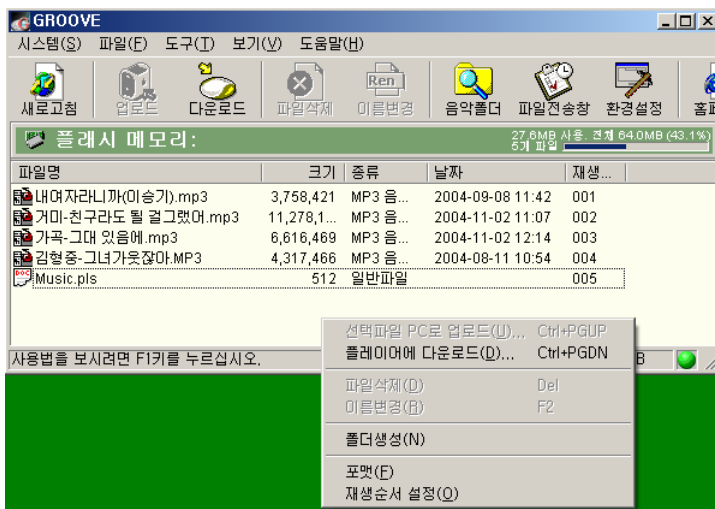 GROOVE
시스템(S) 파일(F) 도구(T) 보기(V) 도움말(H)
새로고침 업로드 다운로드 파일삭제 이름변경 음악폴더 파일전송창 환경설정
Ren
플래시 메모리: 27.6MB 사용. 전체 64.0MB (43.1%)
5개 파일
파일명 크기 종류 날짜 재생...
내여자라니까(이승기).mp3 3,758,421 MP3 음... 2004-09-08 11:42 001
거미-친구라도 될 걸그랬어.mp3 11,278,1... MP3 음... 2004-11-02 11:07 002
가곡-그대 있음에.mp3 6,616,469 MP3 음... 2004-11-02 12:14 003
김형중-그녀가웃잖아.MP3 4,317,466 MP3 음... 2004-08-11 10:54 004
DOC Music.pls 512 일반파일 005
사용법을 보시려면 F1키를 누르십시오. B
선택파일 PC로 업로드(U)... Ctrl+PGUP
플레이어에 다운로드(D)... Ctrl+PGDN
파일삭제(D) Del
이름변경(R) F2
폴더생성(N)
포맷(F)
재생순서 설정(O)